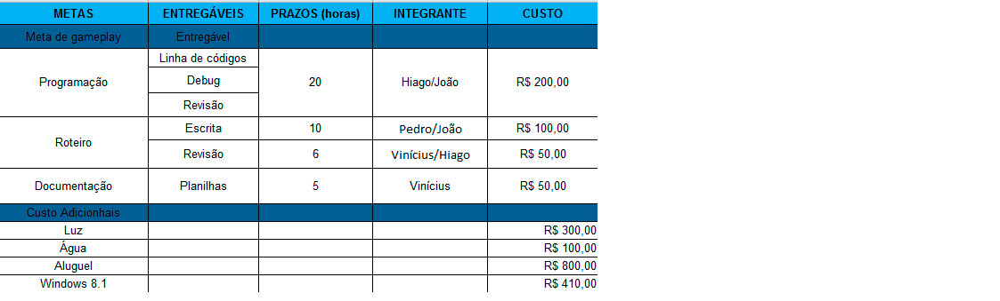 METAS ENTREGÁVEIS PRAZOS (horas) INTEGRANTE CUSTO
Meta de gameplay Entregável
Linha de códigos
Programação Debug 20 Hiago/João R$ 200,00
Revisão
Roteiro Escrita 10 Pedro/João R$ 100,00
Revisão 6 Vinícius/Hiago R$ 50,00
Documentação Planilhas 5 Vinícius R$ 50,00
Custo Adicionhais
Luz R$ 300,00
Água R$ 100,00
Aluguel R$ 800,00
Windows 8.1 R$ 410,00